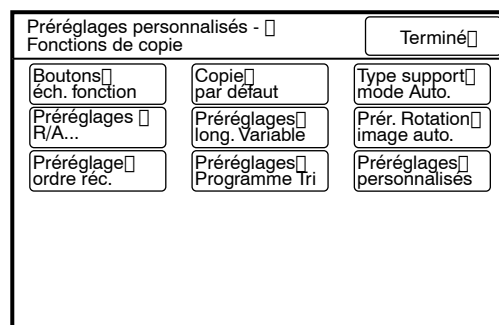 Préréglages personnalisés -
Fonctions de copie
Terminé
Boutons
éch. fonction
Copie
par défaut
Type support
mode Auto.
Préréglages
R/A...
Préréglages
long. Variable
Prér. Rotation
image auto.
Préréglage
ordre réc.
Préréglages
Programme Tri
Préréglages
personnalisés